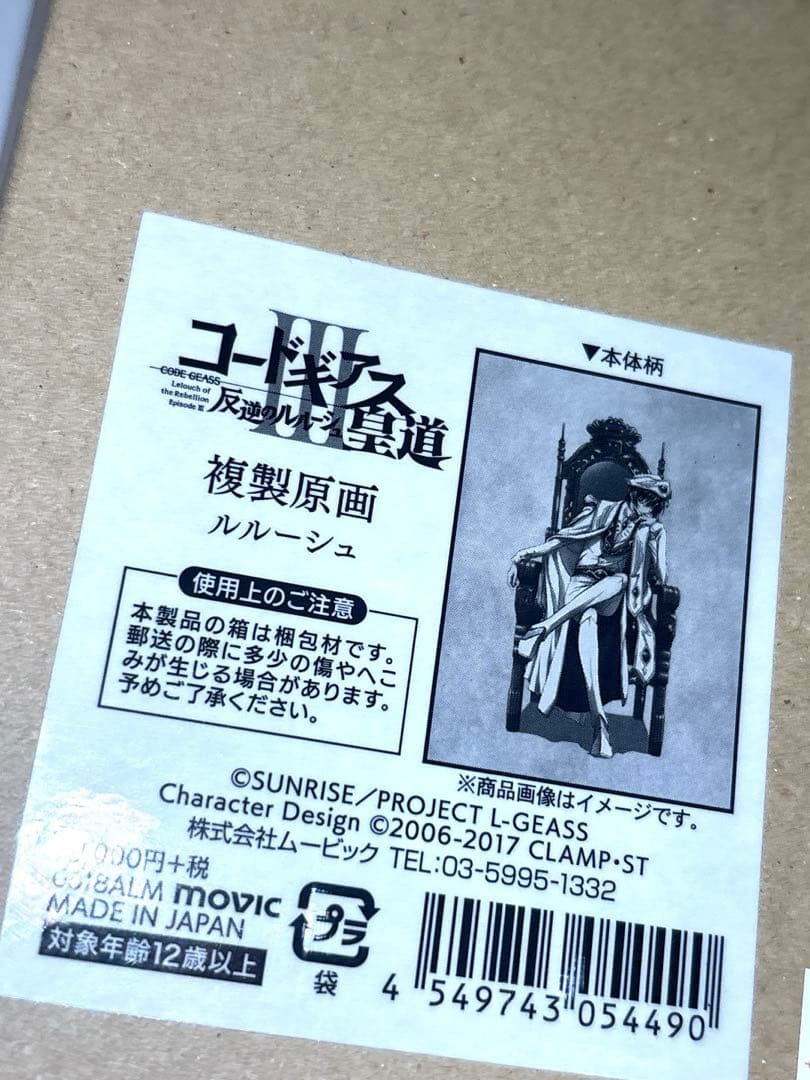 コードギアス
CODE GEASS
Lelouch of
the Rebellion
Episode III
III
反逆のルルーシュ
皇道
複製原画
ルルーシュ
使用上のご注意
本製品の箱は梱包材です。
郵送の際に多少の傷やへこ
みが生じる場合があります。
予めご了承ください。
▼本体柄
※商品画像はイメージです。
©SUNRISE/PROJECT L-GEASS
Character Design ©2006-2017 CLAMP・ST
株式会社ムービック TEL:03-5995-1332
000円+税
0318ALM movic
MADE IN JAPAN
対象年齢12歳以上
プラ
袋
4 549743 054490